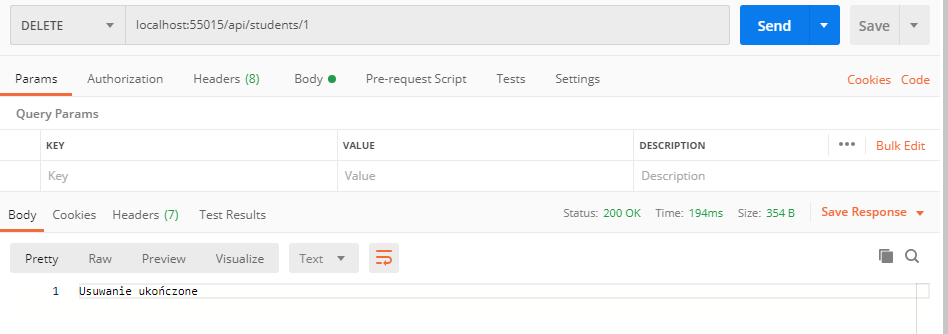 DELETE localhost:55015/api/students/1 Send Save
Params Authorization Headers (8) Body Pre-request Script Tests Settings Cookies Code
Query Params
KEY VALUE DESCRIPTION ••• Bulk Edit
Key Value Description
Body Cookies Headers (7) Test Results Status: 200 OK Time: 194ms Size: 354 B Save Response
Pretty Raw Preview Visualize Text
1 Usuwanie ukończone